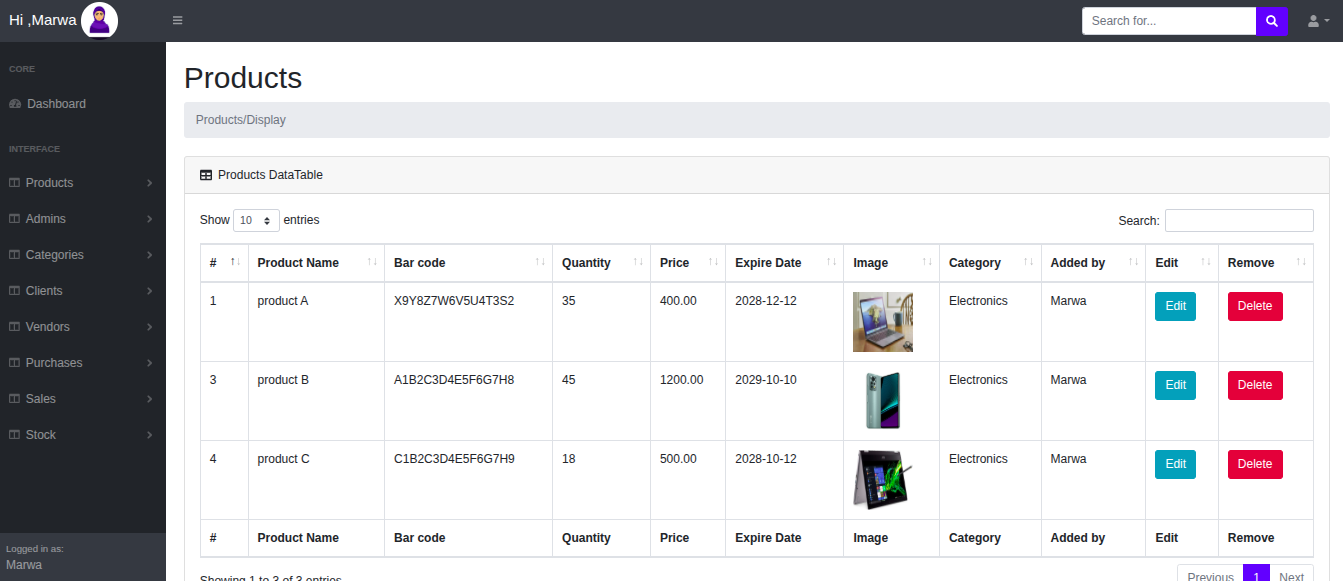 Hi ,Marwa
Search for...
CORE
Dashboard
INTERFACE
Products
Admins
Categories
Clients
Vendors
Purchases
Sales
Stock
Logged in as:
Marwa
Products
Products/Display
Products DataTable
Show 10 entries Search:
# ↑↓ Product Name ↑↓ Bar code ↑↓ Quantity ↑↓ Price ↑↓ Expire Date ↑↓ Image ↑↓ Category ↑↓ Added by ↑↓ Edit ↑↓ Remove ↑↓
1 product A X9Y8Z7W6V5U4T3S2 35 400.00 2028-12-12 Electronics Marwa Edit Delete
3 product B A1B2C3D4E5F6G7H8 45 1200.00 2029-10-10 Electronics Marwa Edit Delete
4 product C C1B2C3D4E5F6G7H9 18 500.00 2028-10-12 Electronics Marwa Edit Delete
# Product Name Bar code Quantity Price Expire Date Image Category Added by Edit Remove
Showing 1 to 3 of 3 entries Previous 1 Next